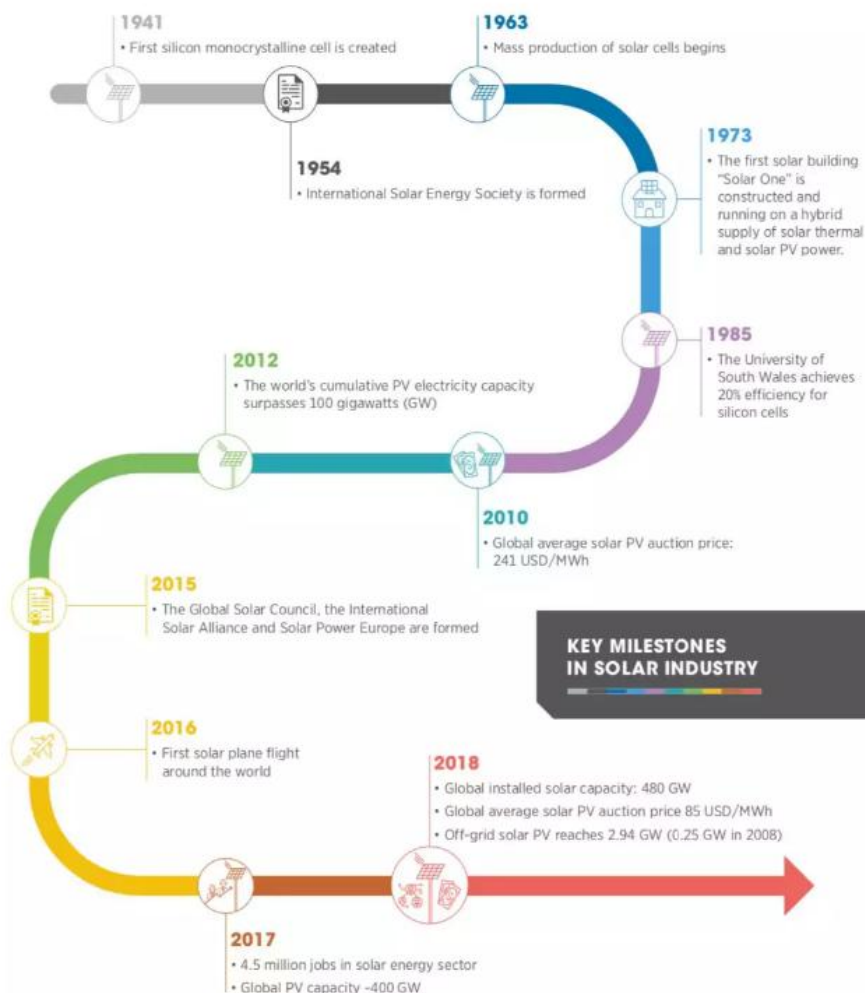 1941
• First silicon monocrystalline cell is created
1963
• Mass production of solar cells begins
1954
• International Solar Energy Society is formed
1973
• The first solar building
“Solar One” is
constructed and
running on a hybrid
supply of solar thermal
and solar PV power.
1985
• The University of
South Wales achieves
20% efficiency for
silicon cells
2012
• The world’s cumulative PV electricity capacity
surpasses 100 gigawatts (GW)
2010
• Global average solar PV auction price:
241 USD/MWh
2015
• The Global Solar Council, the International
Solar Alliance and Solar Power Europe are formed
KEY MILESTONES
IN SOLAR INDUSTRY
2016
• First solar plane flight
around the world
2018
• Global installed solar capacity: 480 GW
• Global average solar PV auction price 85 USD/MWh
• Off-grid solar PV reaches 2.94 GW (0.25 GW in 2008)
2017
• 4.5 million jobs in solar energy sector
• Global PV capacity ~400 GW